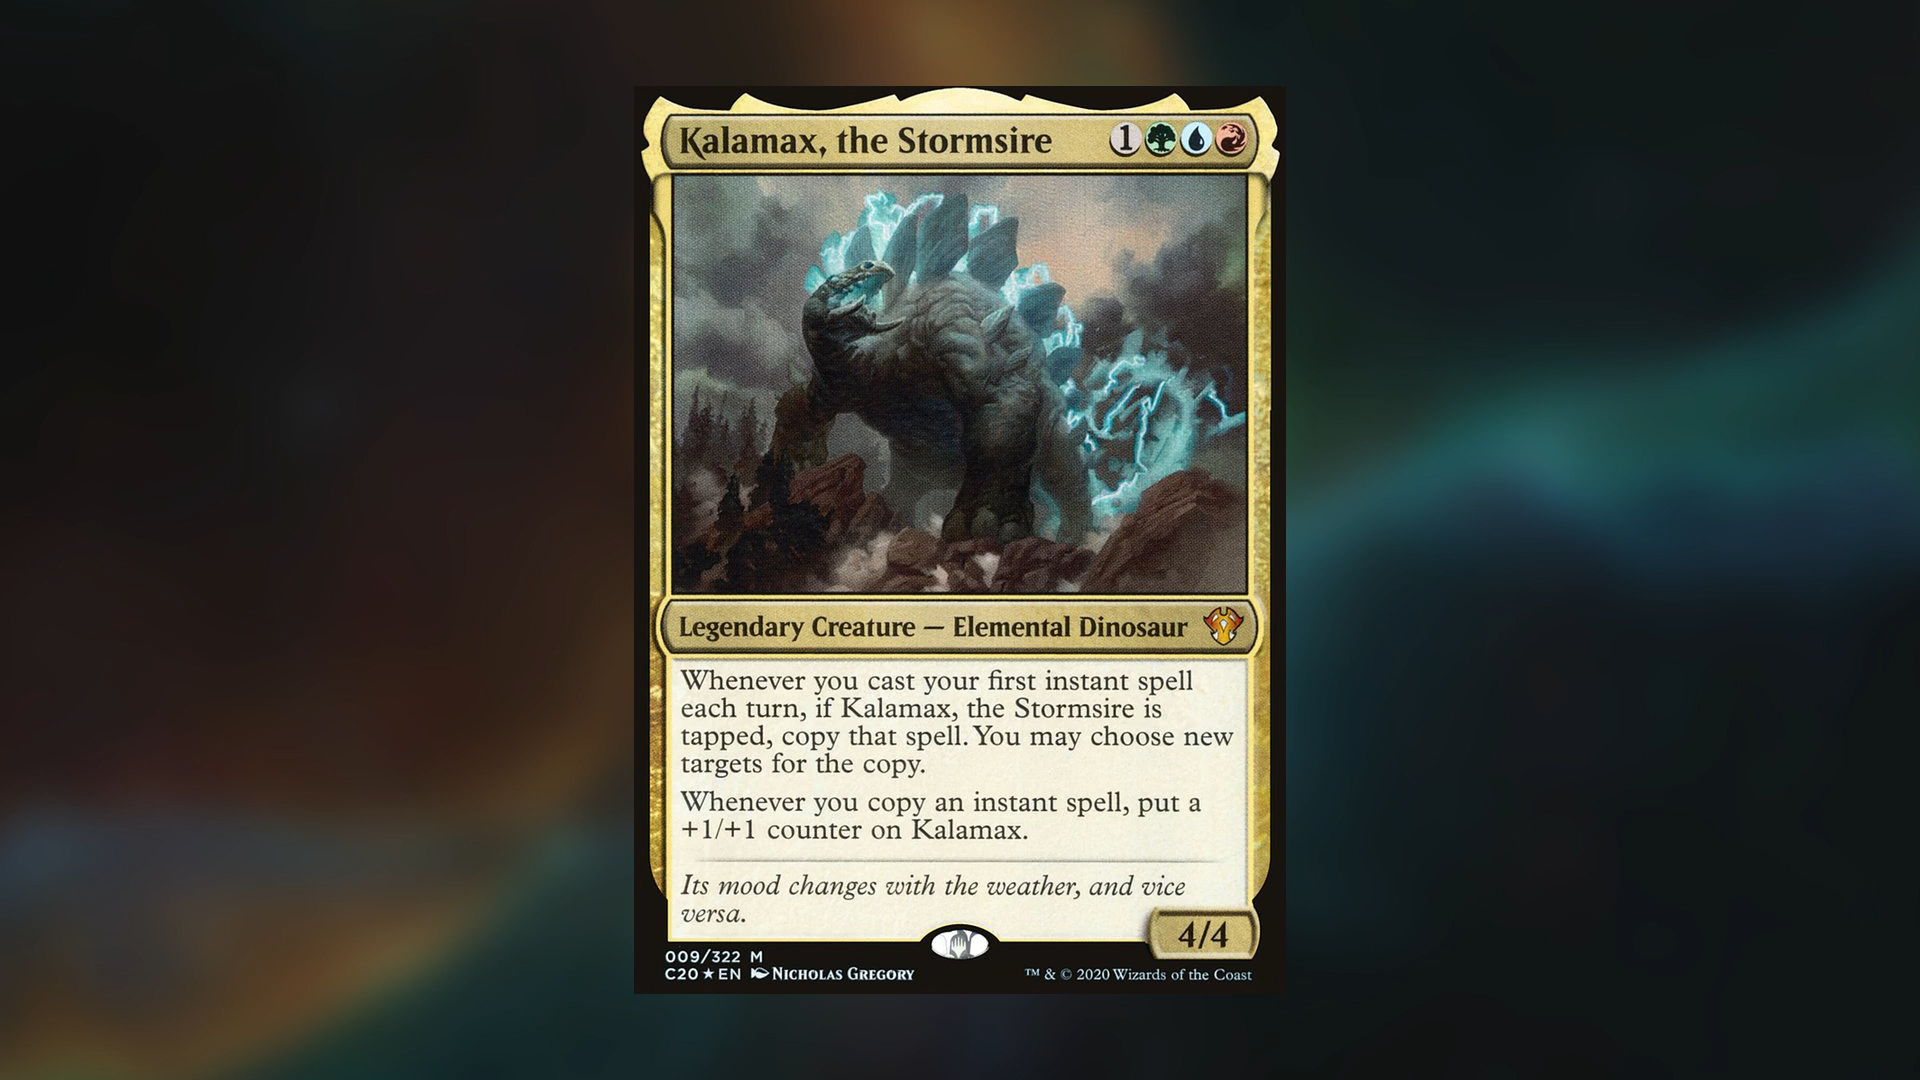 Kalamax, the Stormsire 1
Legendary Creature — Elemental Dinosaur
Whenever you cast your first instant spell
each turn, if Kalamax, the Stormsire is
tapped, copy that spell. You may choose new
targets for the copy.
Whenever you copy an instant spell, put a
+1/+1 counter on Kalamax.
Its mood changes with the weather, and vice
versa.
4/4
009/322 M
C20★EN NICHOLAS GREGORY
™ & © 2020 Wizards of the Coast